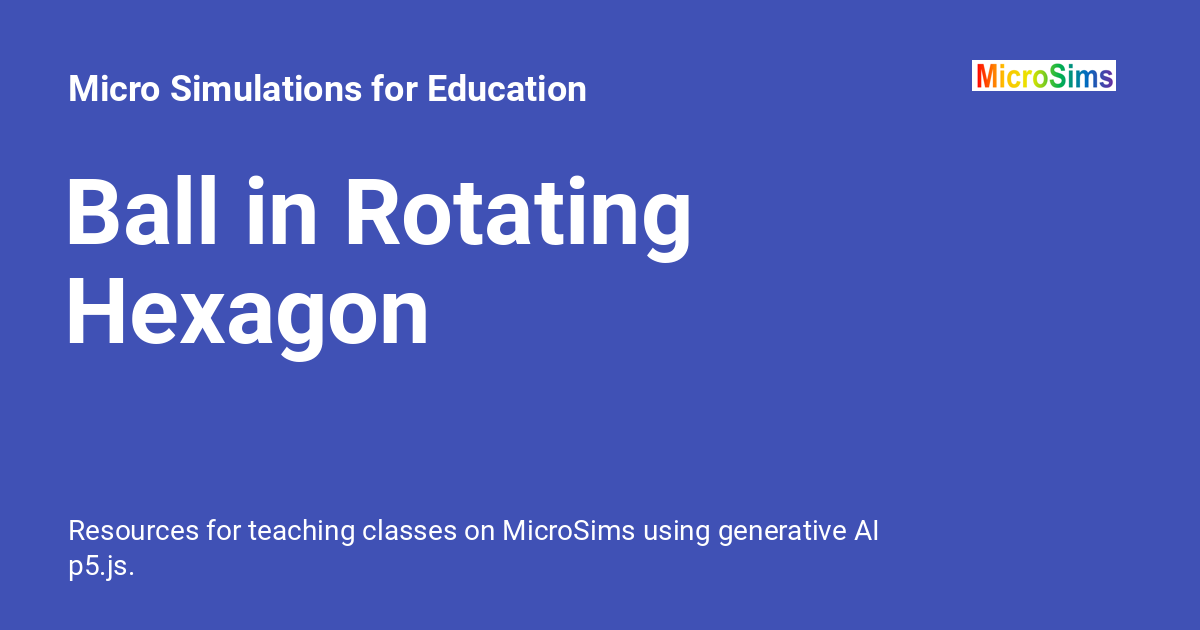 Micro Simulations for Education
MicroSims
Ball in Rotating
Hexagon
Resources for teaching classes on MicroSims using generative AI
p5.js.